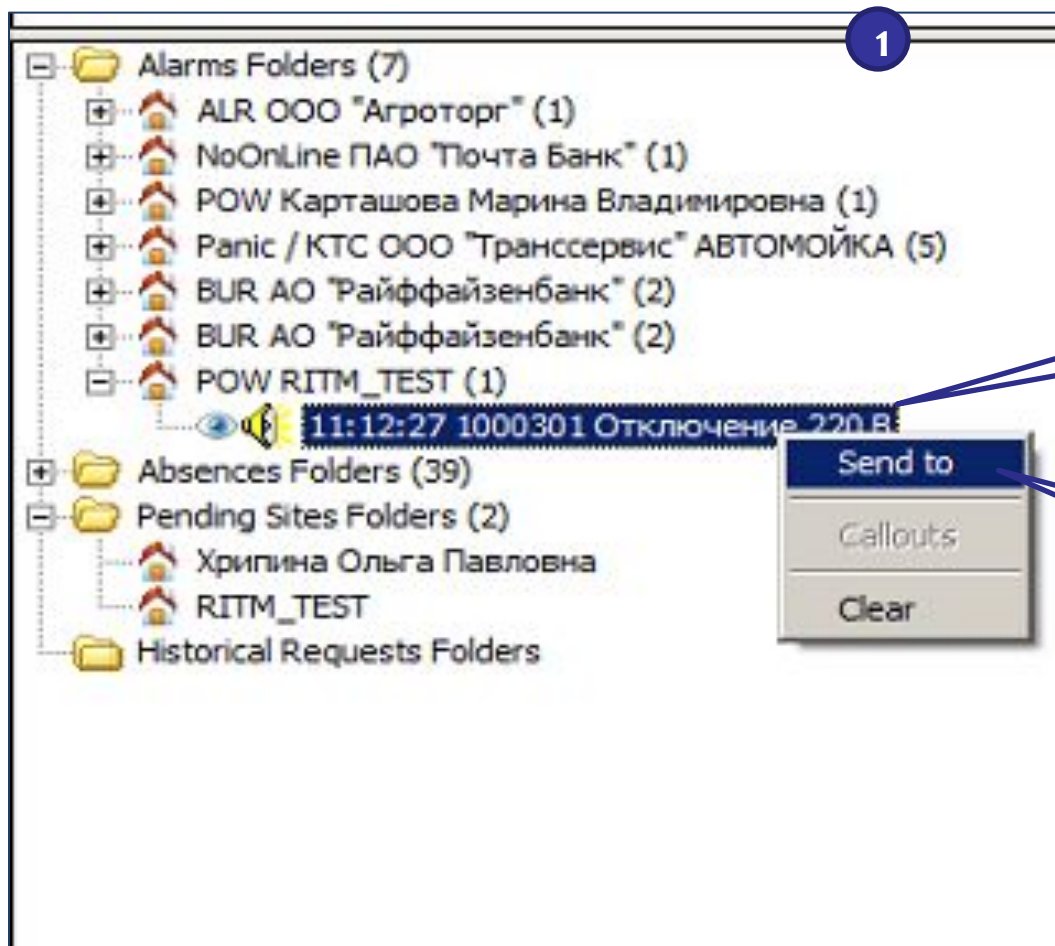 1
Alarms Folders (7)
ALR ООО "Агроторг" (1)
NoOnLine ПАО "Почта Банк" (1)
POW Карташова Марина Владимировна (1)
Panic / КТС ООО "Транссервис" АВТОМОЙКА (5)
BUR АО "Райффайзенбанк" (2)
BUR АО "Райффайзенбанк" (2)
POW RITM_TEST (1)
11:12:27 1000301 Отключение 220 В
Send to
Absences Folders (39)
Pending Sites Folders (2)
Callouts
Хрипина Ольга Павловна
RITM_TEST
Clear
Historical Requests Folders